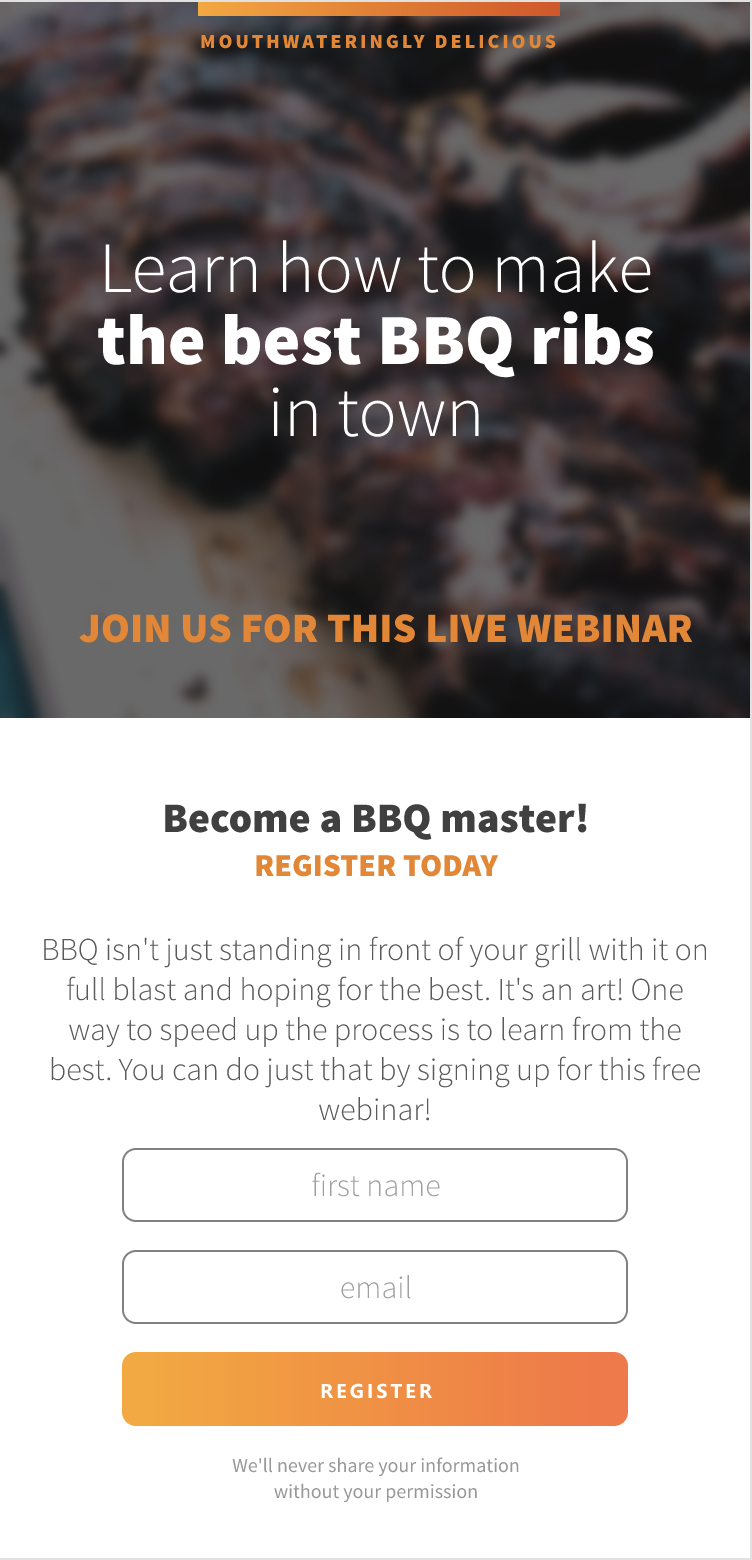 MOUTHWATERINGLY DELICIOUS
Learn how to make
the best BBQ ribs
in town
JOIN US FOR THIS LIVE WEBINAR
Become a BBQ master!
REGISTER TODAY
BBQ isn't just standing in front of your grill with it on
full blast and hoping for the best. It's an art! One
way to speed up the process is to learn from the
best. You can do just that by signing up for this free
webinar!
first name
email
REGISTER
We'll never share your information
without your permission